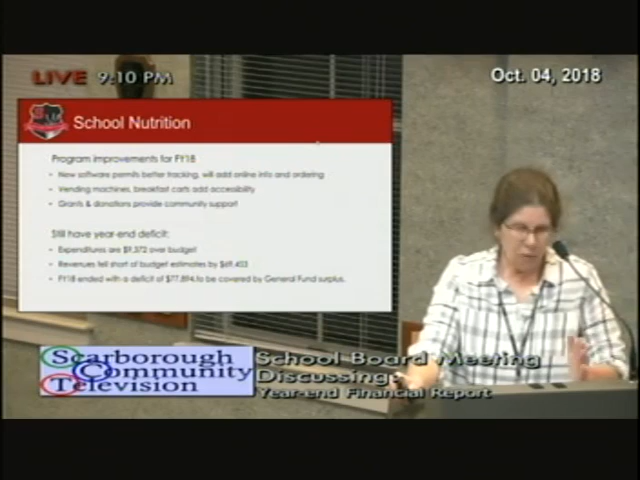 LIVE 9:10 PM
Oct. 04, 2018
School Nutrition
Program improvements for FY18
- New software permits better tracking, will add online info and ordering
- Vending machines, breakfast carts add accessibility
- Grants & donations provide community support
Still have year-end deficit:
- Expenditures are $9,372 over budget
- Revenues fell short of budget estimates by $69,453
- FY18 ended with a deficit of $77,894 to be covered by General Fund surplus.
Scarborough
Community
Television
School Board Meeting
Discussing:
Year-end Financial Report